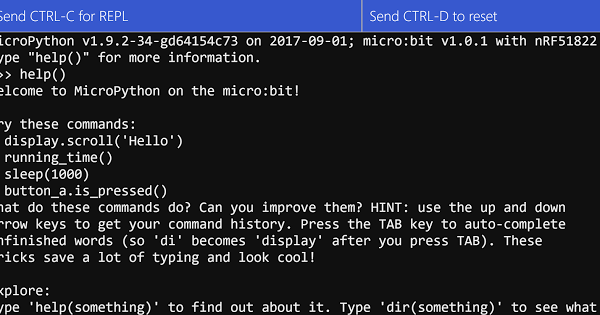 Send CTRL-C for REPL
Send CTRL-D to reset
icroPython v1.9.2-34-gd64154c73 on 2017-09-01; micro:bit v1.0.1 with nRF51822
ype "help()" for more information.
>> help()
elcome to MicroPython on the micro:bit!
ry these commands:
display.scroll('Hello')
running_time()
sleep(1000)
button_a.is_pressed()
hat do these commands do? Can you improve them? HINT: use the up and down
rrow keys to get your command history. Press the TAB key to auto-complete
nfinished words (so 'di' becomes 'display' after you press TAB). These
ricks save a lot of typing and look cool!
xplore:
ype 'help(something)' to find out about it. Type 'dir(something)' to see what